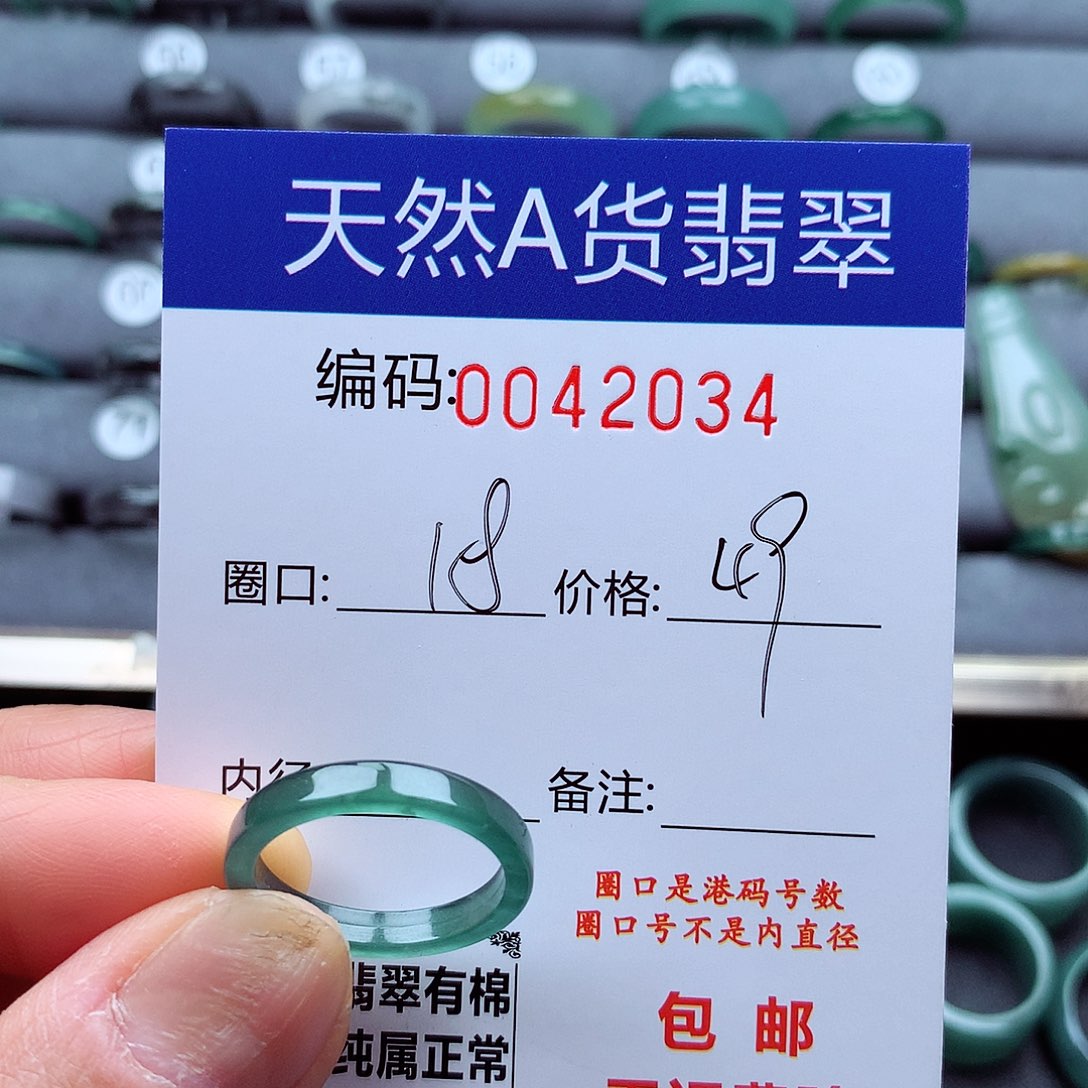 天然A货翡翠
编码:0042034
圈口: 18 价格: 49
内径 备注:
圈口是港码号数
圈口号不是内直径
翡翠有棉
纯属正常
包邮